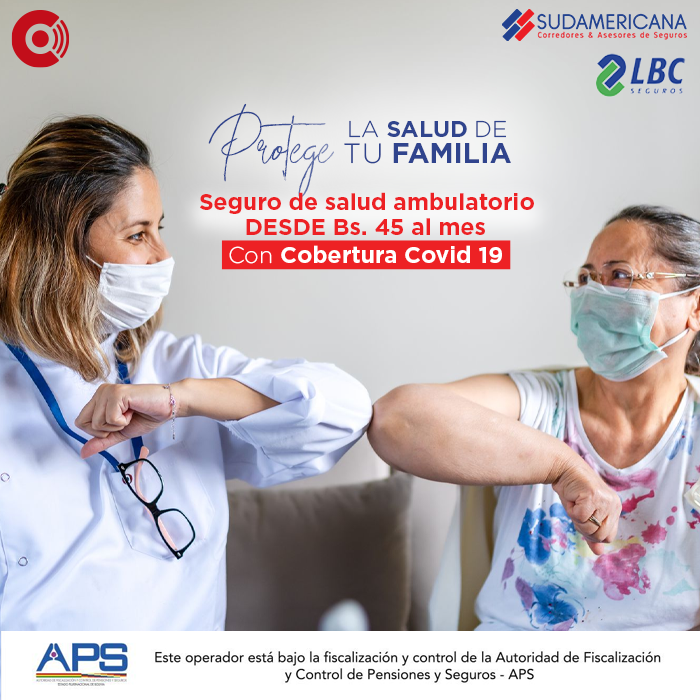 SUDAMERICANA
Corredores & Asesores de Seguros
LBC
SEGUROS
Protege LA SALUD DE
TU FAMILIA
Seguro de salud ambulatorio
DESDE Bs. 45 al mes
Con Cobertura Covid 19
APS
Este operador está bajo la fiscalización y control de la Autoridad de Fiscalización
y Control de Pensiones y Seguros - APS